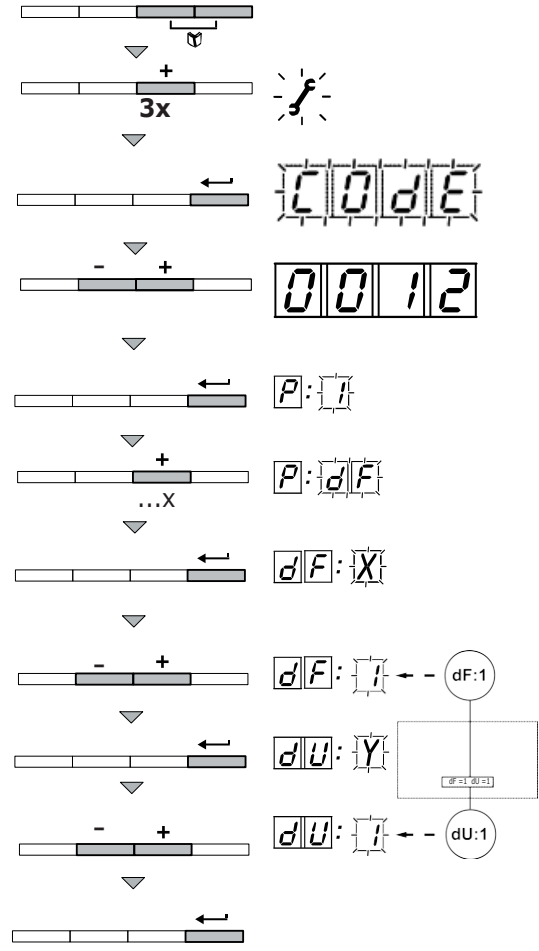 +
3x
COdE
- +
0012
P: 1
+
P: dF
...x
dF: X
- +
dF: 1
dF:1
dU: Y
dF =1 dU =1
- +
dU: 1
dU:1